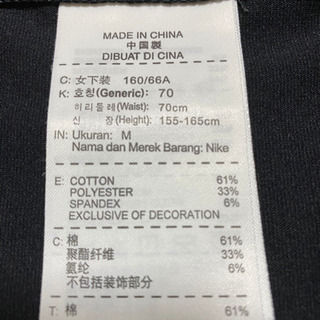 MADE IN CHINA
中国製
DIBUAT DI CINA
C: 女下装 160/66A
K: 호칭(Generic): 70
허리둘레(Waist): 70cm
신 장(Height): 155-165cm
IN: Ukuran: M
Nama dan Merek Barang: Nike
E: COTTON 61%
POLYESTER 33%
SPANDEX 6%
EXCLUSIVE OF DECORATION
C: 棉 61%
聚酯纤维 33%
氨纶 6%
不包括装饰部分
T: 棉 61%